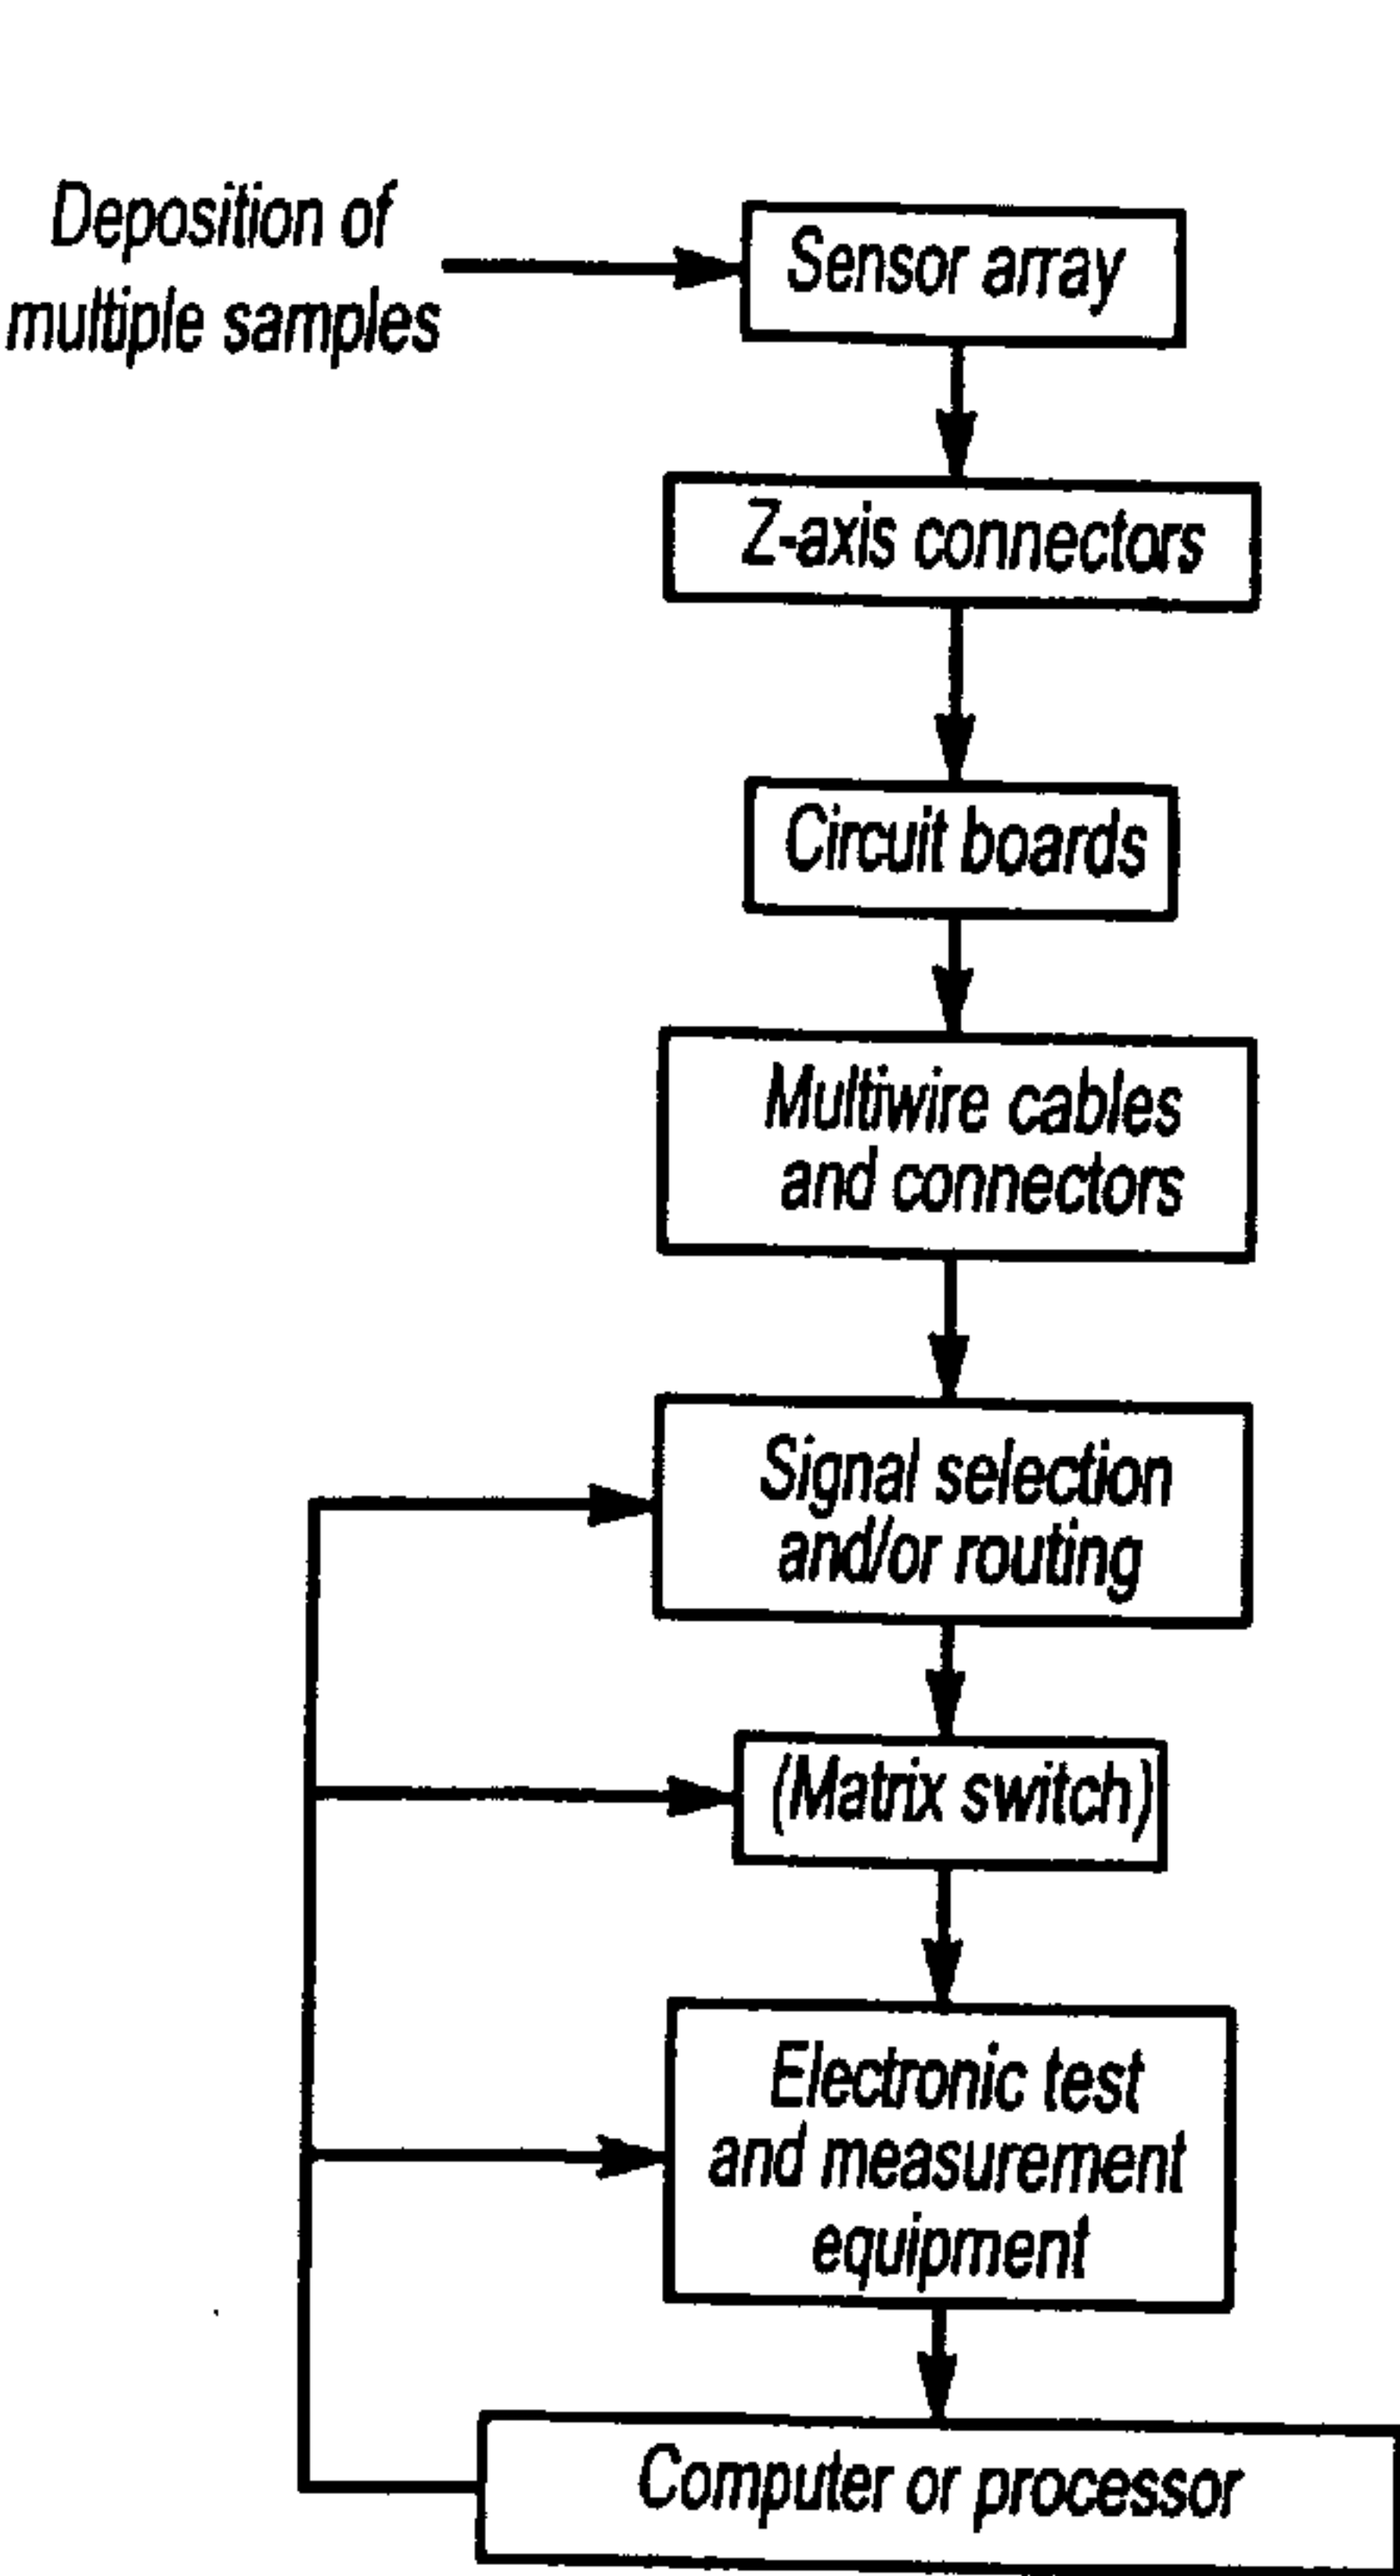 Deposition of
multiple samples
Sensor array
Z-axis connectors
Circuit boards
Multiwire cables
and connectors
Signal selection
and/or routing
(Matrix switch)
Electronic test
and measurement
equipment
Computer or processor